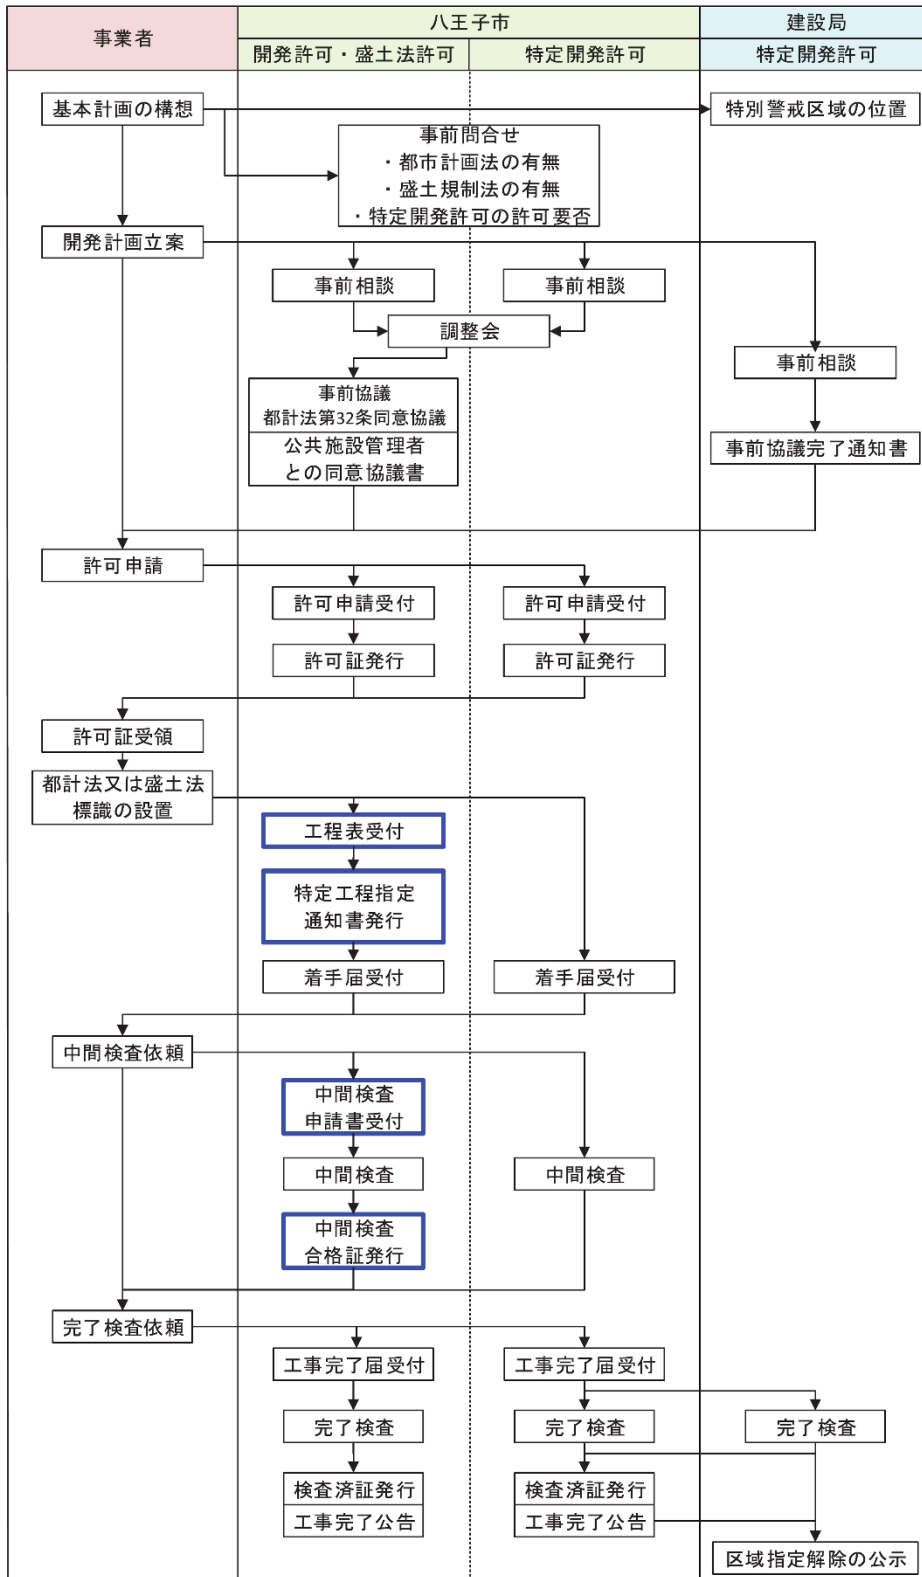 事業者
八王子市
建設局
開発許可・盛土法許可
特定開発許可
特定開発許可
基本計画の構想
特別警戒区域の位置
事前問合せ
・都市計画法の有無
・盛土規制法の有無
・特定開発許可の許可要否
開発計画立案
事前相談
事前相談
調整会
事前相談
事前協議
都計法第32条同意協議
公共施設管理者
との同意協議書
事前協議完了通知書
許可申請
許可申請受付
許可申請受付
許可証発行
許可証発行
許可証受領
都計法又は盛土法
標識の設置
工程表受付
特定工程指定
通知書発行
着手届受付
着手届受付
中間検査依頼
中間検査
申請書受付
中間検査
中間検査
中間検査
合格証発行
完了検査依頼
工事完了届受付
工事完了届受付
完了検査
完了検査
完了検査
検査済証発行
検査済証発行
工事完了公告
工事完了公告
区域指定解除の公示